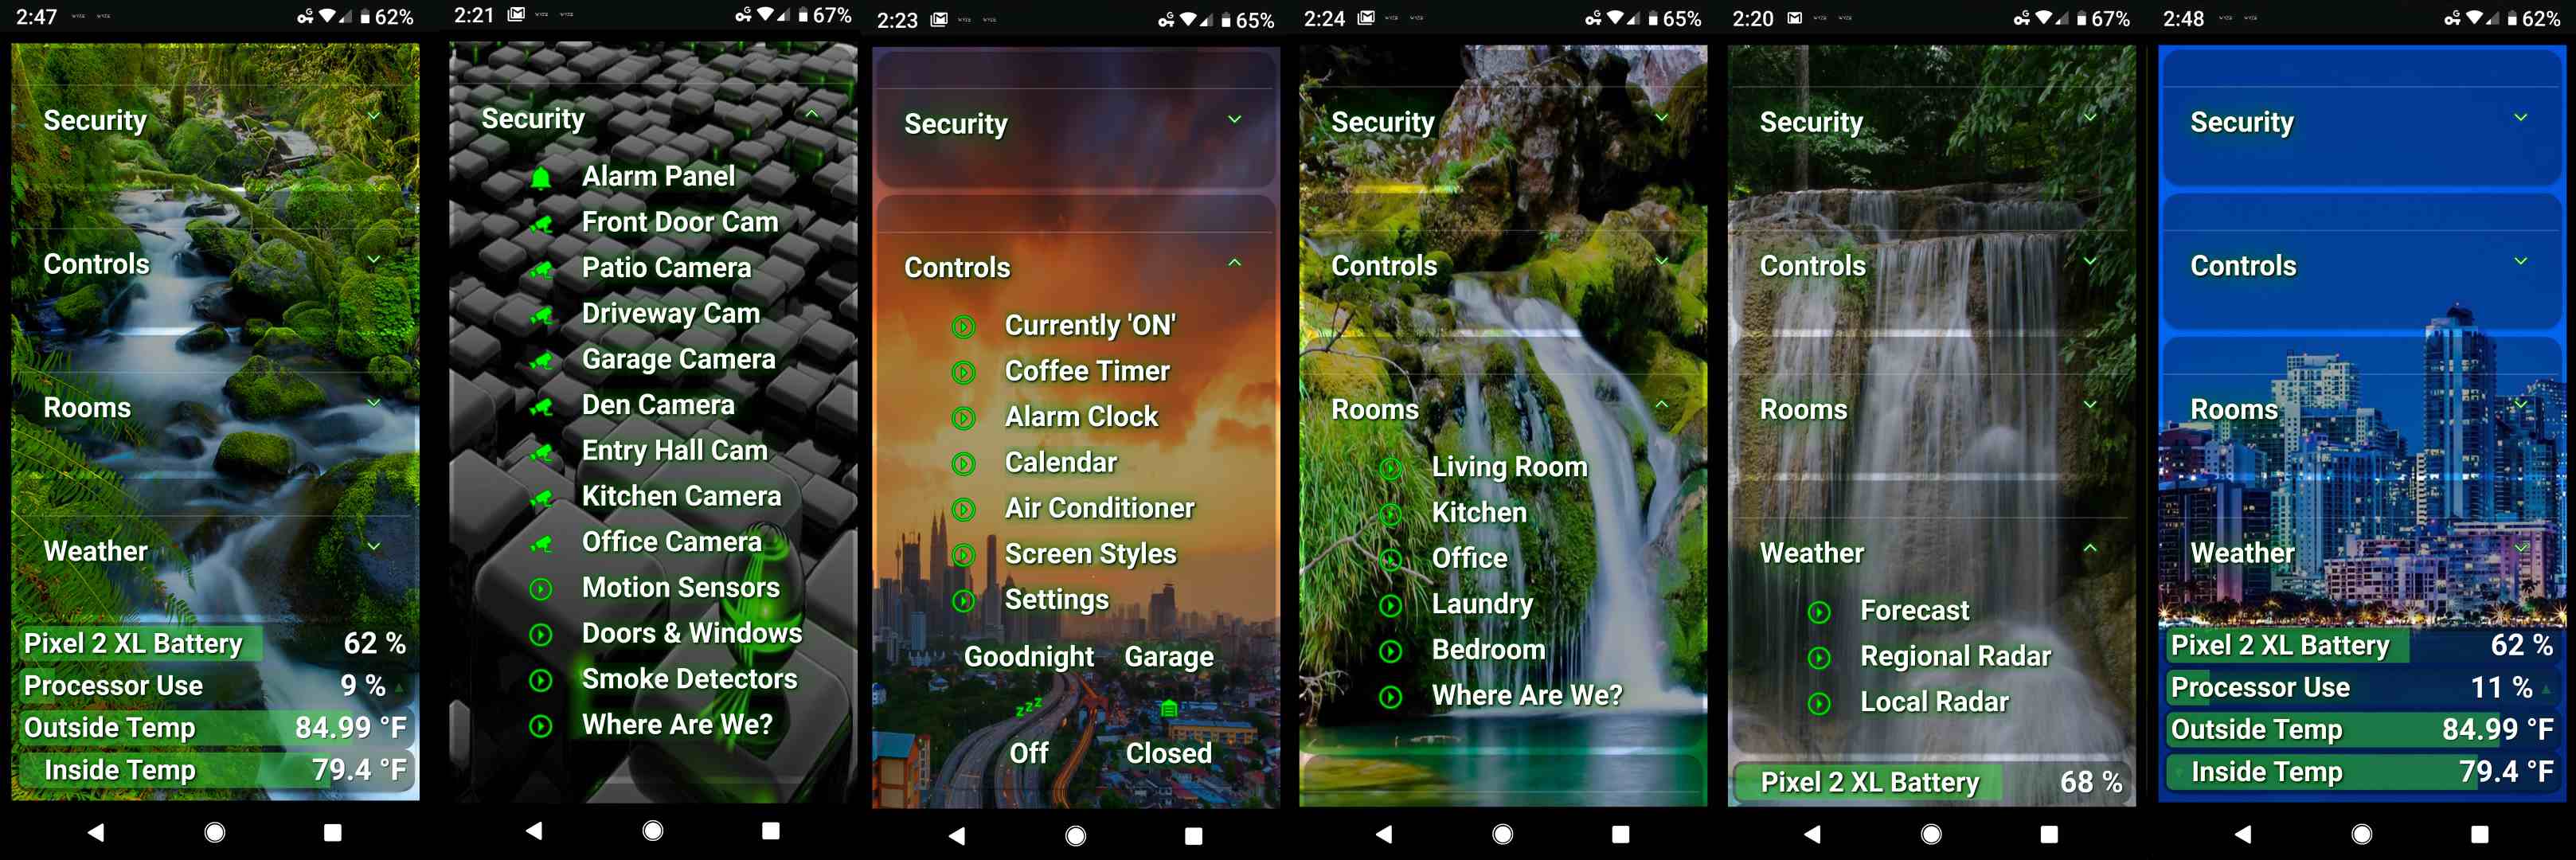 2:47
62%
Security
Controls
Rooms
Weather
Pixel 2 XL Battery 62 %
Processor Use 9 %
Outside Temp 84.99 °F
Inside Temp 79.4 °F
2:21
67%
Security
Alarm Panel
Front Door Cam
Patio Camera
Driveway Cam
Garage Camera
Den Camera
Entry Hall Cam
Kitchen Camera
Office Camera
Motion Sensors
Doors & Windows
Smoke Detectors
Where Are We?
2:23
65%
Security
Controls
Currently 'ON'
Coffee Timer
Alarm Clock
Calendar
Air Conditioner
Screen Styles
Settings
Goodnight Garage
zzz
Off Closed
2:24
65%
Security
Controls
Rooms
Living Room
Kitchen
Office
Laundry
Bedroom
Where Are We?
2:20
67%
Security
Controls
Rooms
Weather
Forecast
Regional Radar
Local Radar
Pixel 2 XL Battery 68 %
2:48
62%
Security
Controls
Rooms
Weather
Pixel 2 XL Battery 62 %
Processor Use 11 %
Outside Temp 84.99 °F
Inside Temp 79.4 °F